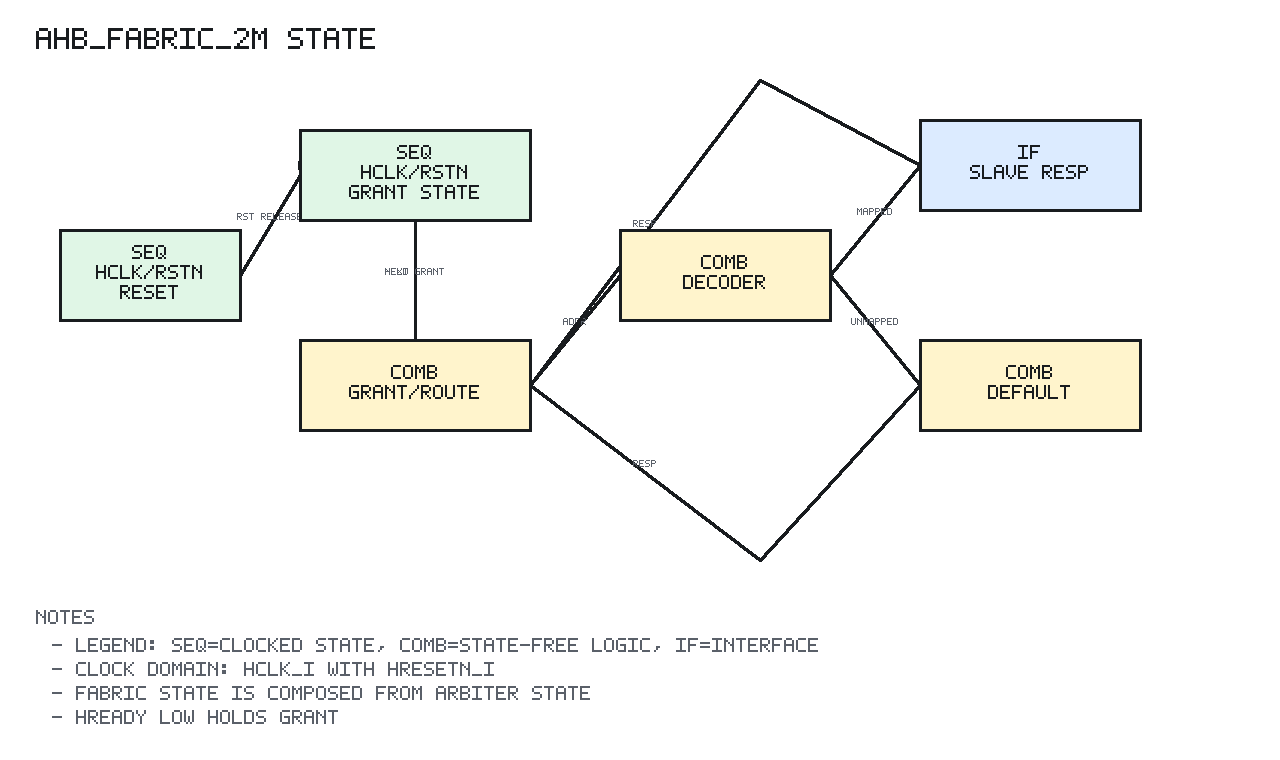 AHB_FABRIC_2M STATE
SEQ
HCLK/RSTN
GRANT STATE
RST RELEASE
SEQ
HCLK/RSTN
RESET
GRANT
COMB
GRANT/ROUTE
ADDR
RESP
COMB
DECODER
MAPPED
UNMAPPED
IF
SLAVE RESP
COMB
DEFAULT
RESP
NOTES
- LEGEND: SEQ=CLOCKED STATE, COMB=STATE-FREE LOGIC, IF=INTERFACE
- CLOCK DOMAIN: HCLK_I WITH HRESETN_I
- FABRIC STATE IS COMPOSED FROM ARBITER STATE
- HREADY LOW HOLDS GRANT